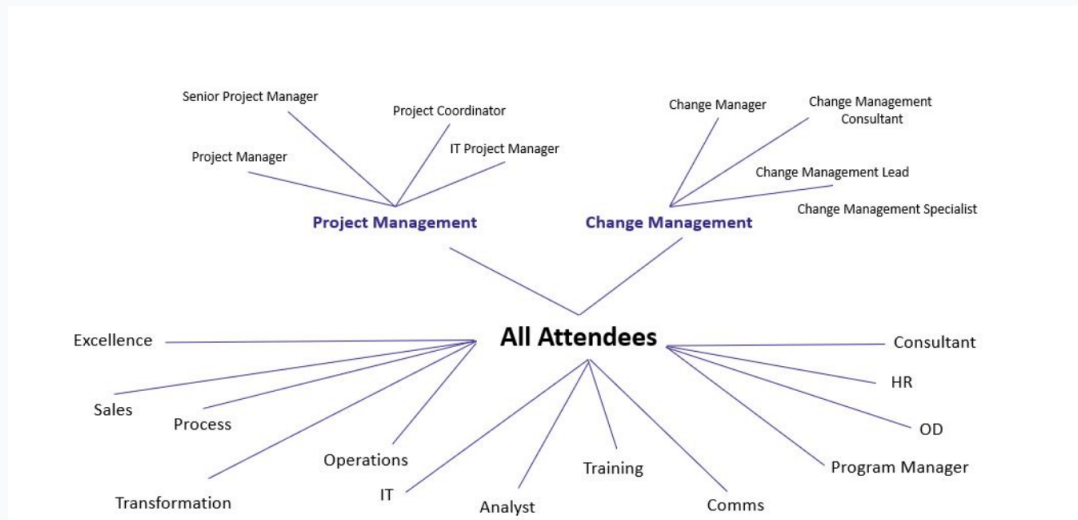 Senior Project Manager
Project Coordinator
Change Manager
Change Management
Consultant
Project Manager
IT Project Manager
Change Management Lead
Change Management Specialist
Project Management
Change Management
All Attendees
Excellence
Consultant
HR
Sales
Process
OD
Operations
Program Manager
Training
Transformation
IT
Analyst
Comms